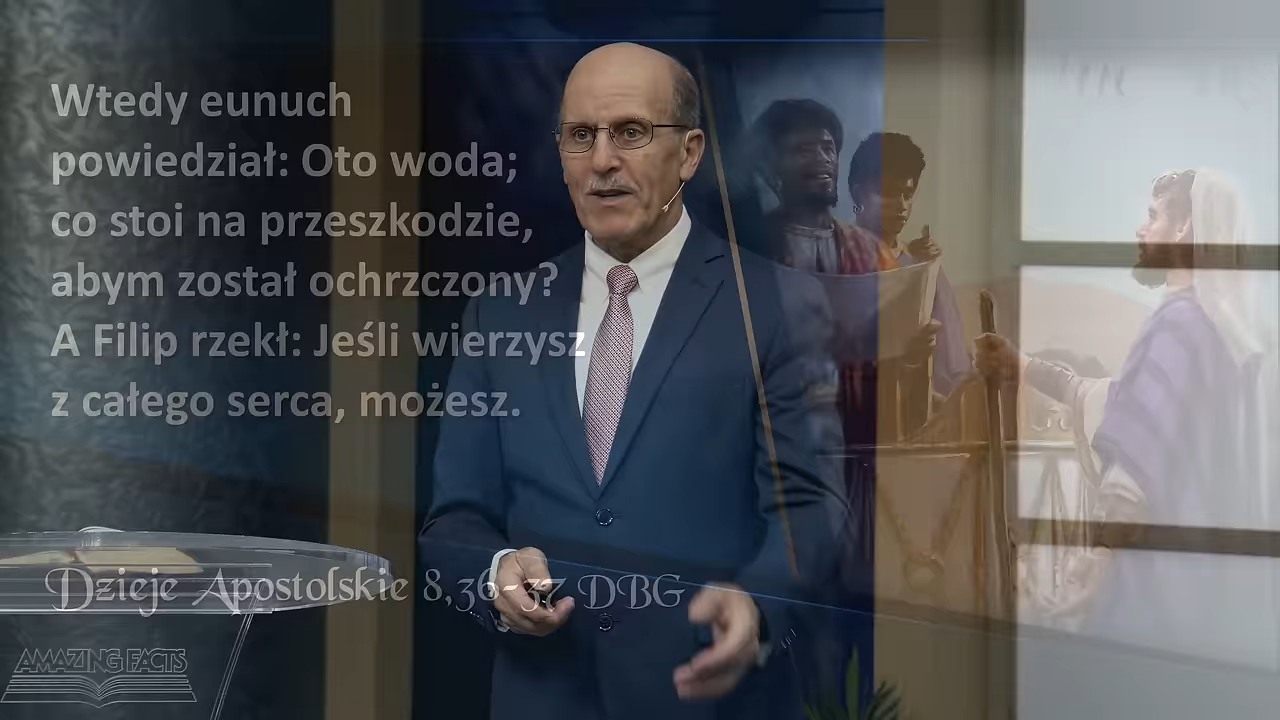 Wtedy eunuch
powiedział: Oto woda;
co stoi na przeszkodzie,
abym został ochrzczony?
A Filip rzekł: Jeśli wierzysz
z całego serca, możesz.
Dzieje Apostolskie 8,36-37 DBG
AMAZING FACTS